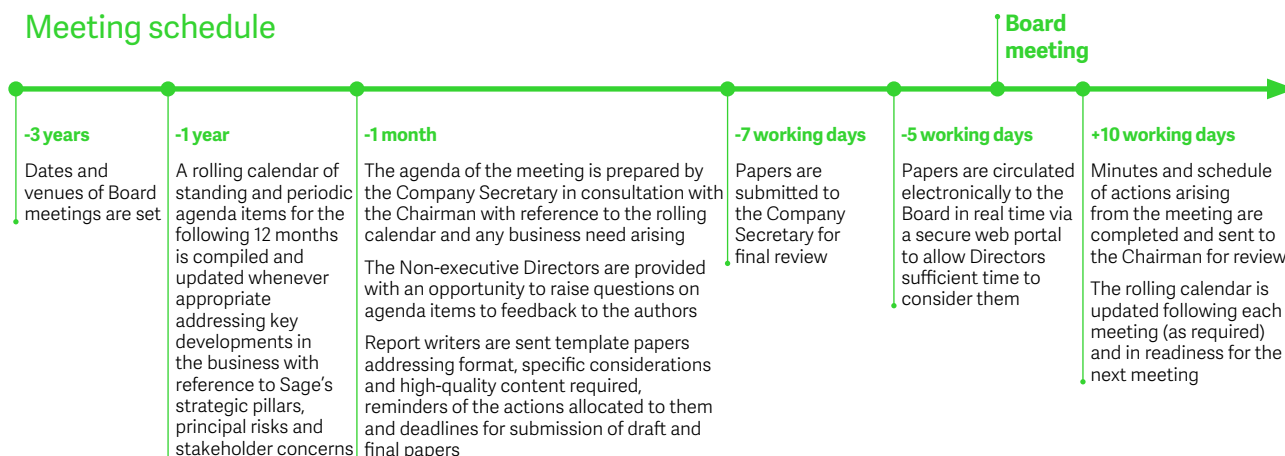 Meeting schedule
Board
meeting
-3 years
Dates and
venues of Board
meetings are set
-1 year
A rolling calendar of
standing and periodic
agenda items for the
following 12 months
is compiled and
updated whenever
appropriate
addressing key
developments in
the business with
reference to Sage’s
strategic pillars,
principal risks and
stakeholder concerns
-1 month
The agenda of the meeting is prepared by
the Company Secretary in consultation with
the Chairman with reference to the rolling
calendar and any business need arising
The Non-executive Directors are provided
with an opportunity to raise questions on
agenda items to feedback to the authors
Report writers are sent template papers
addressing format, specific considerations
and high-quality content required,
reminders of the actions allocated to them
and deadlines for submission of draft and
final papers
-7 working days
Papers are
submitted to
the Company
Secretary for
final review
-5 working days
Papers are circulated
electronically to the
Board in real time via
a secure web portal
to allow Directors
sufficient time to
consider them
+10 working days
Minutes and schedule
of actions arising
from the meeting are
completed and sent to
the Chairman for review
The rolling calendar is
updated following each
meeting (as required)
and in readiness for the
next meeting